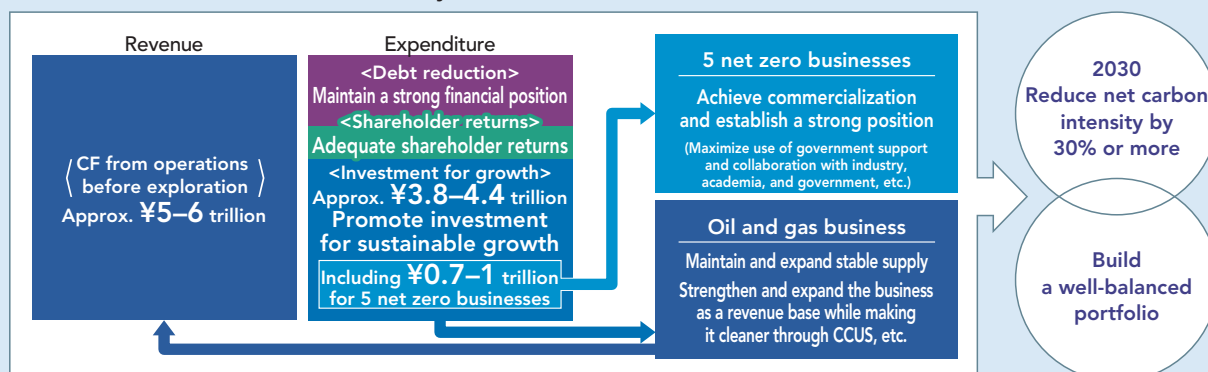 Revenue
CF from operations
before exploration
Approx. ¥5–6 trillion
Expenditure
<Debt reduction>
Maintain a strong financial position
<Shareholder returns>
Adequate shareholder returns
<Investment for growth>
Approx. ¥3.8–4.4 trillion
Promote investment
for sustainable growth
Including ¥0.7–1 trillion
for 5 net zero businesses
5 net zero businesses
Achieve commercialization
and establish a strong position
(Maximize use of government support
and collaboration with industry,
academia, and government, etc.)
Oil and gas business
Maintain and expand stable supply
Strengthen and expand the business
as a revenue base while making
it cleaner through CCUS, etc.
2030
Reduce net carbon
intensity by
30% or more
Build
a well-balanced
portfolio